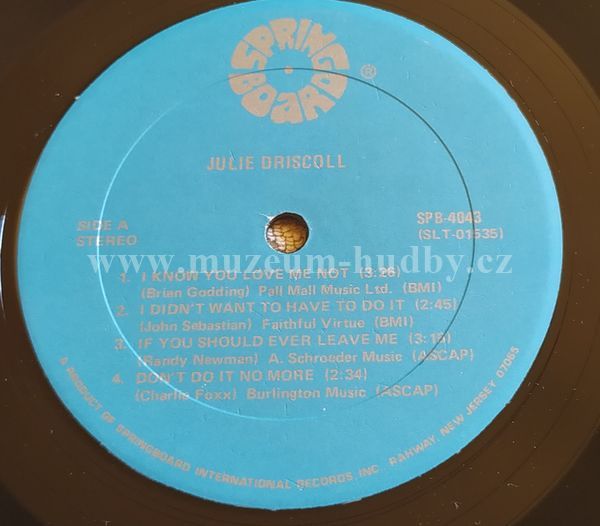 SPRING
BOARD
®
JULIE DRISCOLL
SIDE A
STEREO
SPB-4043
(SLT-01535)
www.muzeum-hudby.cz
1. I KNOW YOU LOVE ME NOT (3:26)
(Brian Godding) Pall Mall Music Ltd. (BMI)
2. I DIDN'T WANT TO HAVE TO DO IT (2:45)
(John Sebastian) Faithful Virtue (BMI)
3. IF YOU SHOULD EVER LEAVE ME (3:15)
(Randy Newman) A. Schroeder Music (ASCAP)
4. DON'T DO IT NO MORE (2:34)
(Charlie Foxx) Burlington Music (ASCAP)
A PRODUCT OF SPRINGBOARD INTERNATIONAL RECORDS, INC. RAHWAY, NEW JERSEY 07065